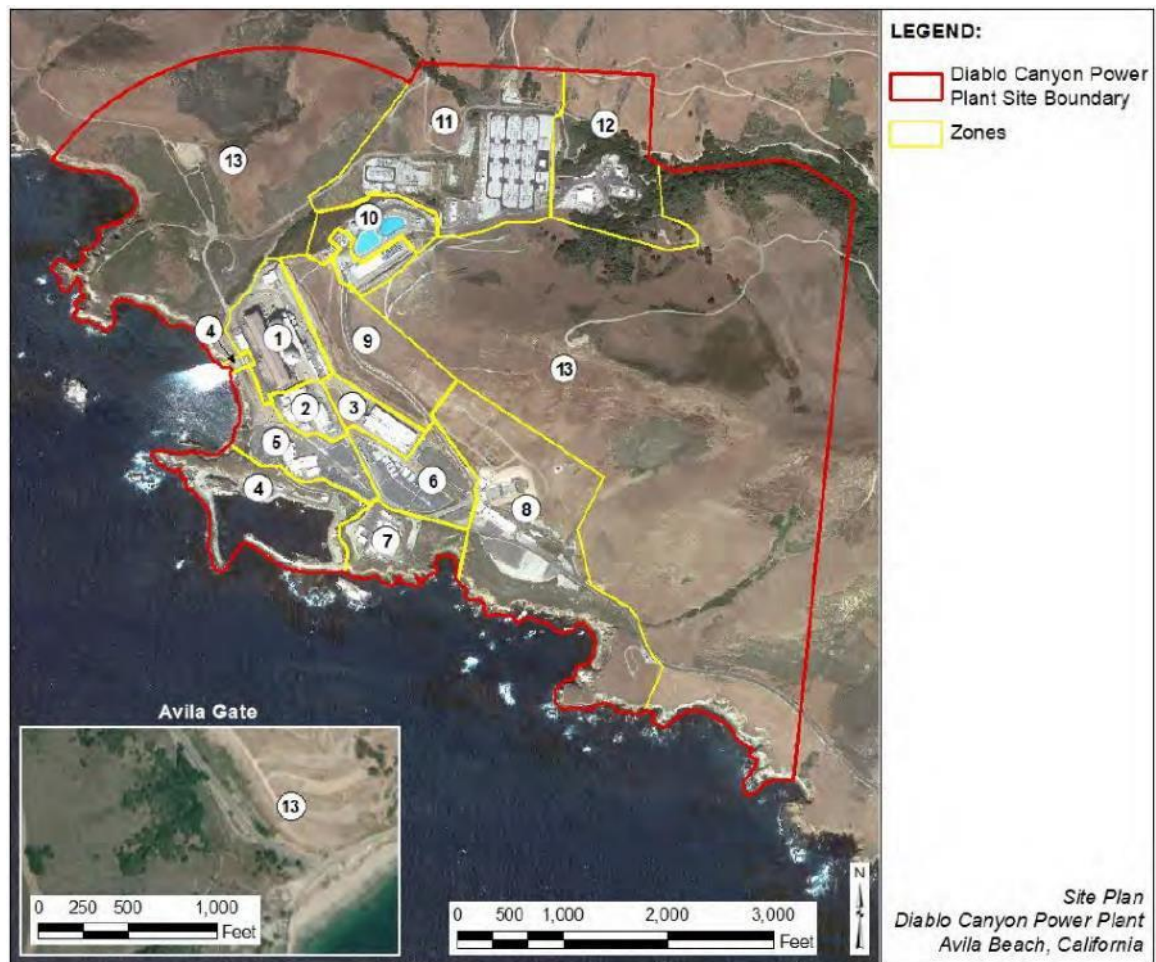 LEGEND:
Diablo Canyon Power
Plant Site Boundary
Zones
11
12
13
10
4
1
9
13
2
3
5
6
4
8
7
Avila Gate
13
0 250 500 1,000
Feet
0 500 1,000 2,000 3,000
Feet
N
Site Plan
Diablo Canyon Power Plant
Avila Beach, California